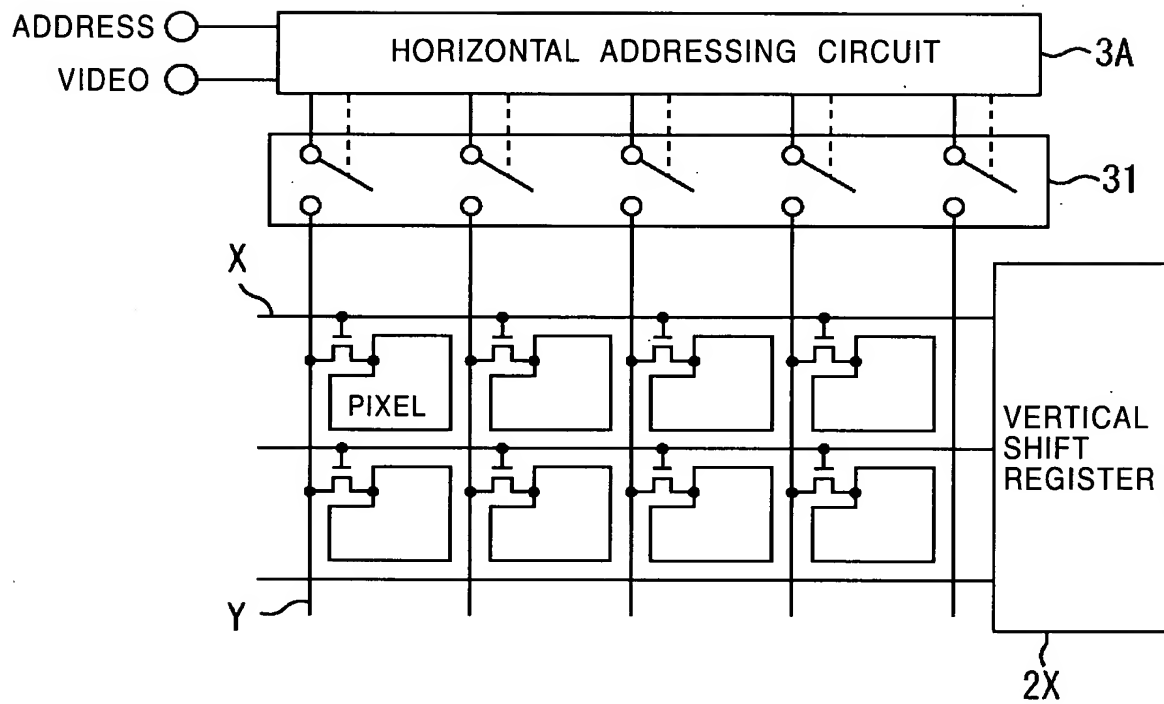 ADDRESS
VIDEO
HORIZONTAL ADDRESSING CIRCUIT
3A
31
X
PIXEL
VERTICAL
SHIFT
REGISTER
Y
2X